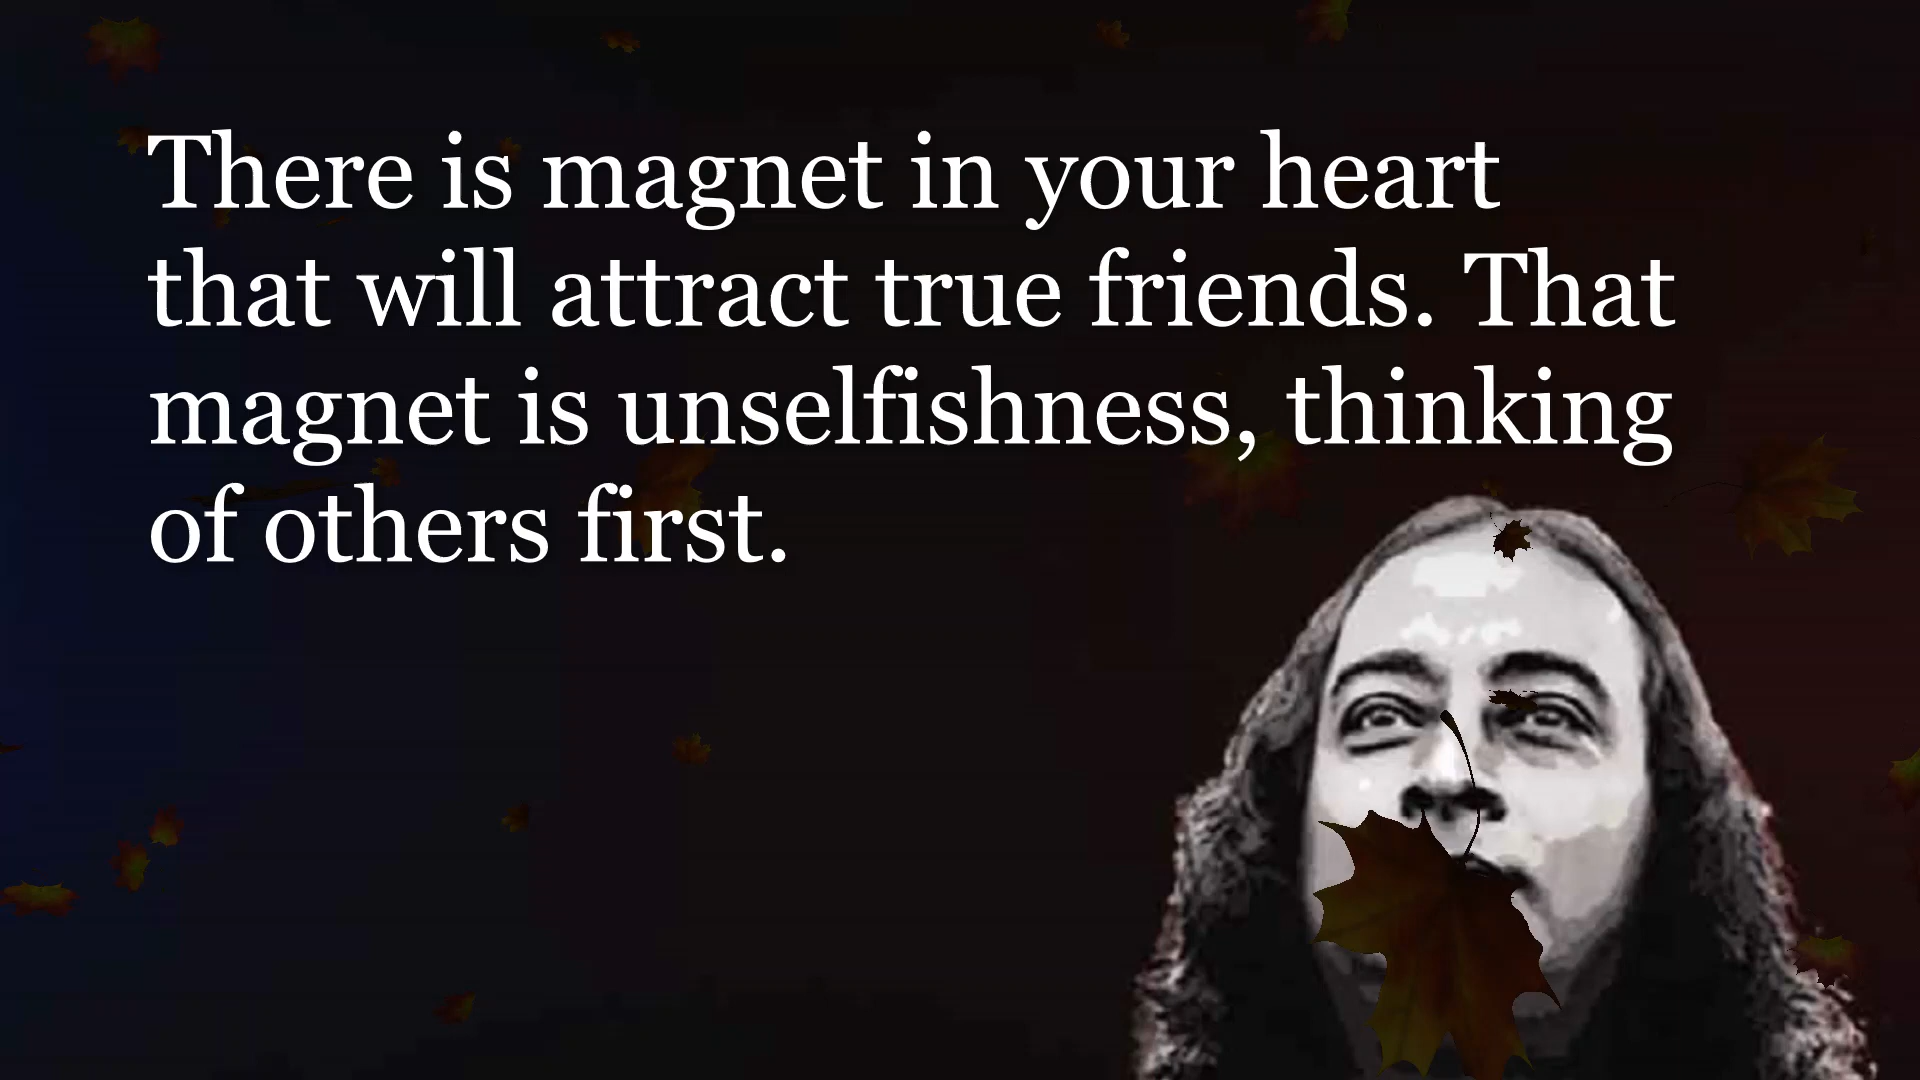 There is magnet in your heart
that will attract true friends. That
magnet is unselfishness, thinking
of others first.